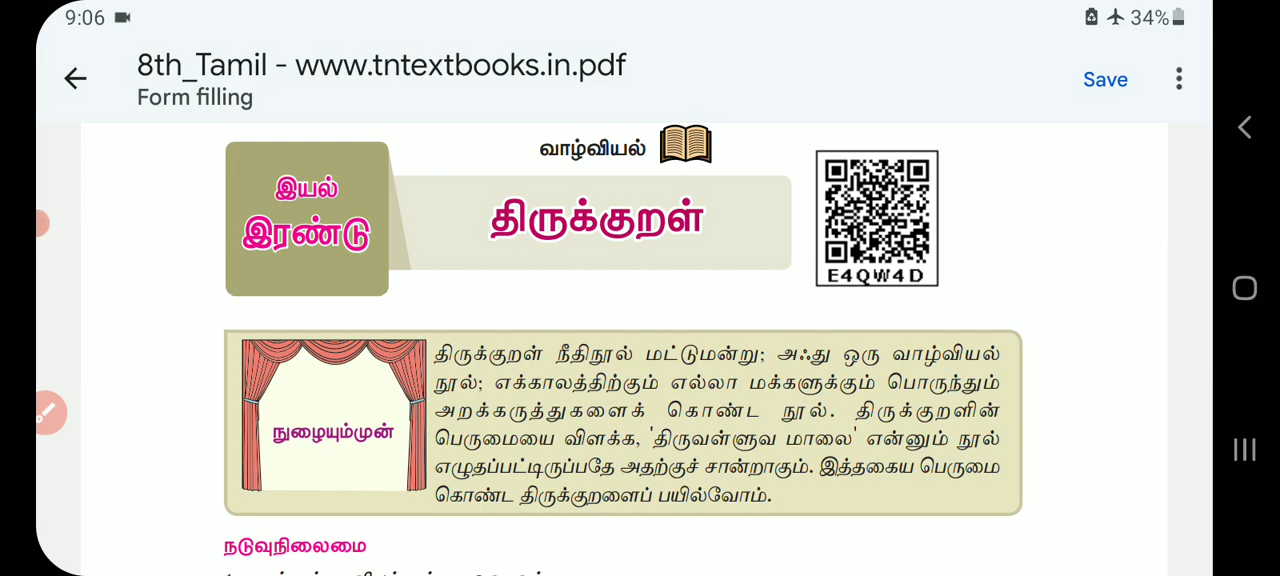 9:06
34%
8th_Tamil - www.tntextbooks.in.pdf
Form filling
Save
வாழ்வியல்
இயல்
இரண்டு
திருக்குறள்
E4QW4D
திருக்குறள் நீதிநூல் மட்டுமன்று; அஃது ஒரு வாழ்வியல்
நூல்; எக்காலத்திற்கும் எல்லா மக்களுக்கும் பொருந்தும்
அறக்கருத்துகளைக் கொண்ட நூல். திருக்குறளின்
பெருமையை விளக்க, 'திருவள்ளுவ மாலை' என்னும் நூல்
எழுதப்பட்டிருப்பதே அதற்குச் சான்றாகும். இத்தகைய பெருமை
கொண்ட திருக்குறளைப் பயில்வோம்.
நுழையும்முன்
நடுவுநிலைமை